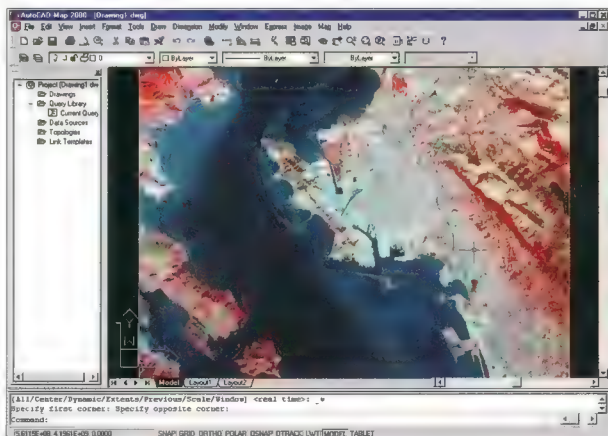 AutoCAD Map 2000 - [Drawing1.dwg]
File Edit View Insert Format Tools Draw Dimension Modify Window Express Image Map Help
0 ByLayer ByLayer ByLayer
Project (Drawing1.dw
Drawings
Query Library
Current Query
Data Sources
Topologies
Link Templates
Y
W
Model Layout1 Layout2
(All/Center/Dynamic/Extents/Previous/Scale/Window) <real time>: _w
Specify first corner: Specify opposite corner:
Command:
SNAP GRID ORTHO POLAR OSNAP OTRACK LWT MODEL TABLET